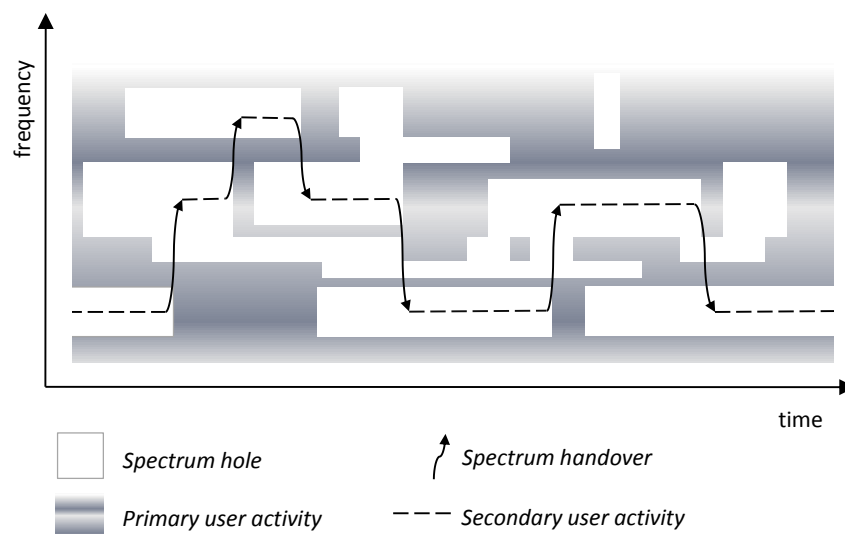 frequency
time
Spectrum hole
Spectrum handover
Primary user activity
Secondary user activity